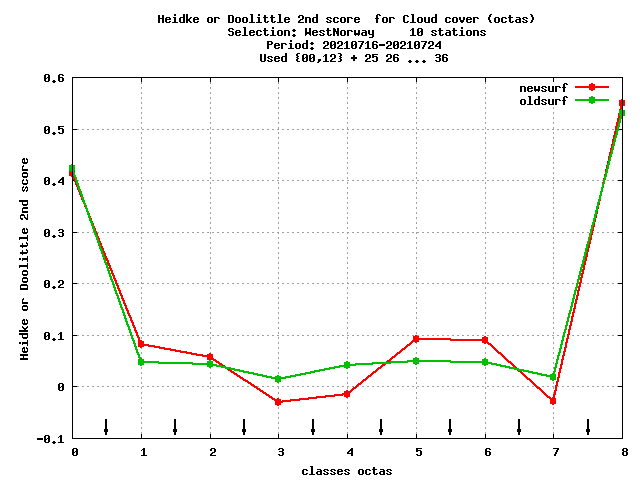 Heidke or Doolittle 2nd score  for Cloud cover (octas)
Selection: WestNorway     10 stations
Period: 20210716-20210724
Used {00,12} + 25 26 ... 36
newsurf
oldsurf
0.6
0.5
0.4
0.3
0.2
0.1
0
-0.1
Heidke or Doolittle 2nd score
0 1 2 3 4 5 6 7 8
classes octas